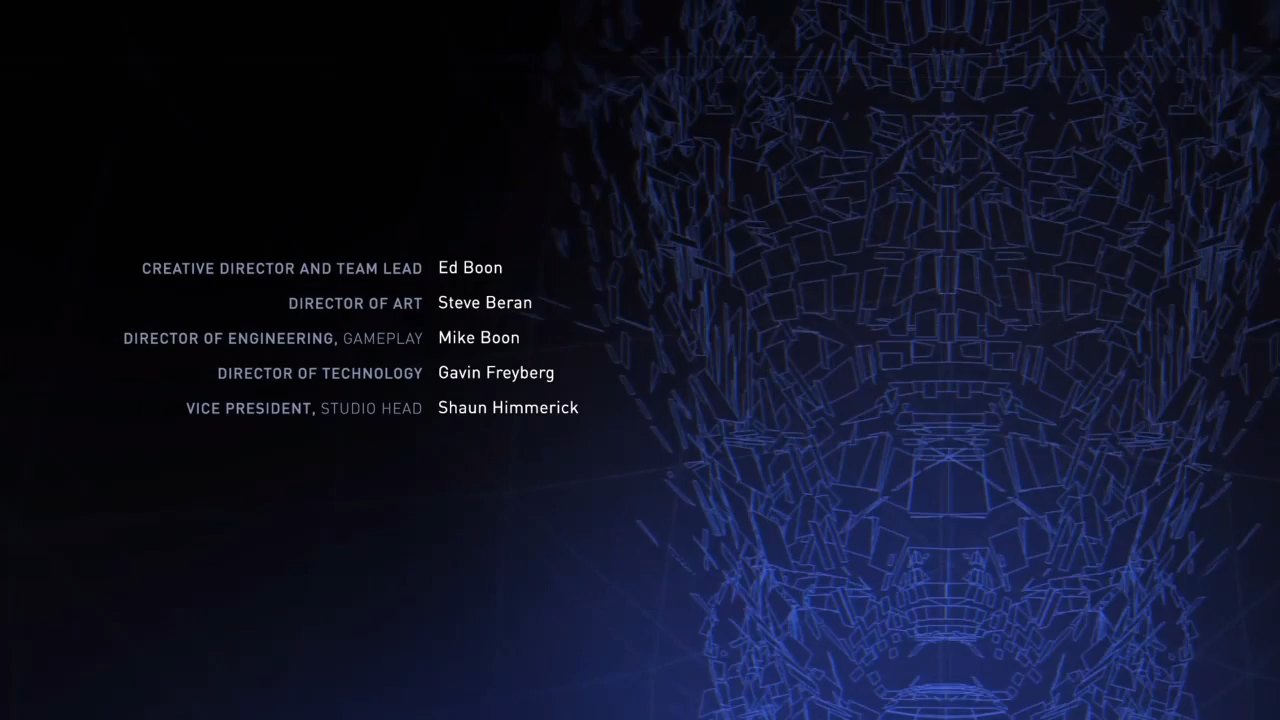 CREATIVE DIRECTOR AND TEAM LEAD Ed Boon
DIRECTOR OF ART Steve Beran
DIRECTOR OF ENGINEERING, GAMEPLAY Mike Boon
DIRECTOR OF TECHNOLOGY Gavin Freyberg
VICE PRESIDENT, STUDIO HEAD Shaun Himmerick